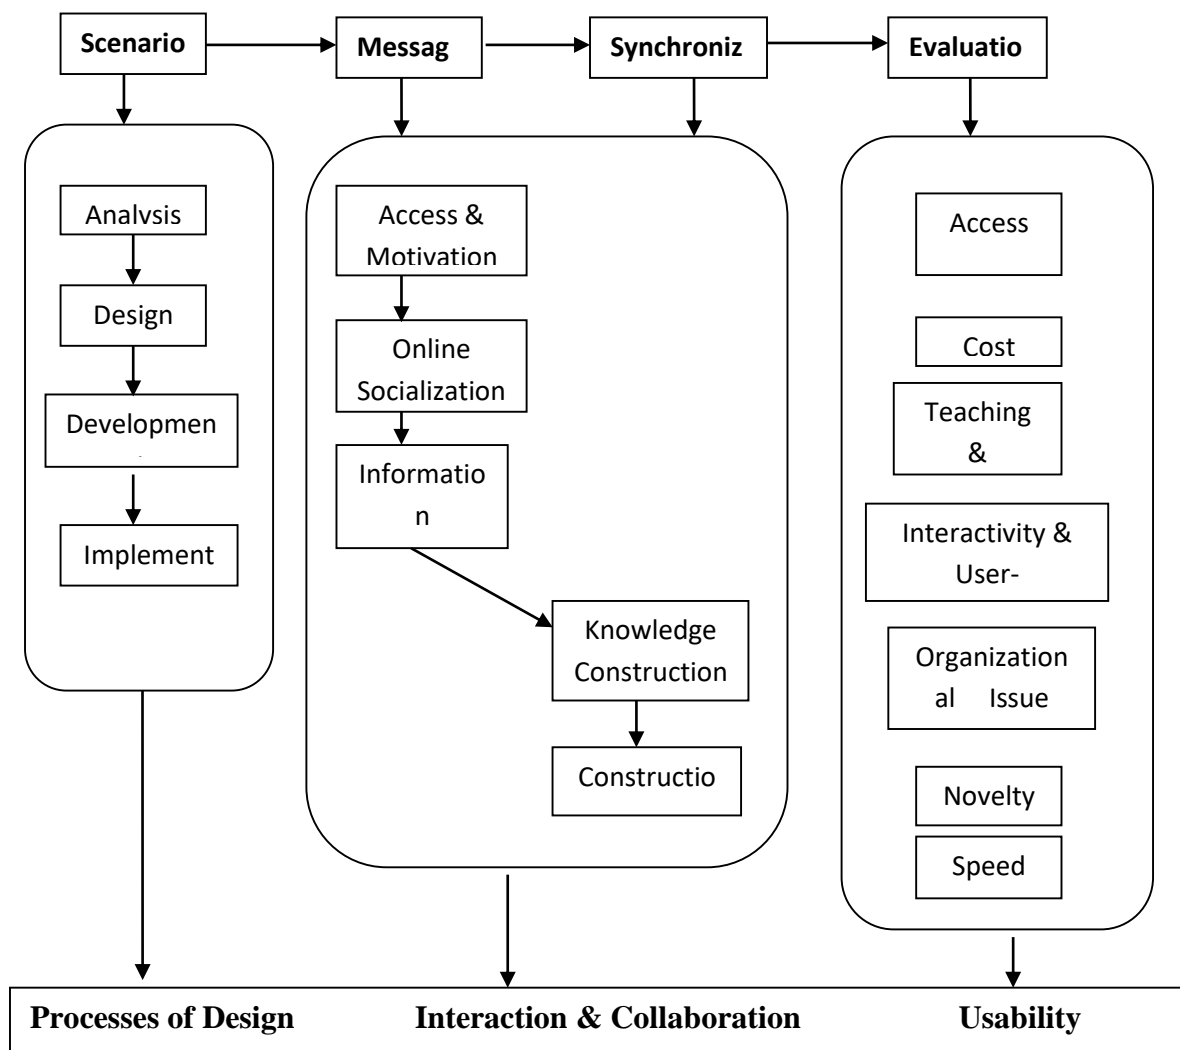 Scenario
Messag
Synchroniz
Evaluatio
Analysis
Design
Developmen
Implement
Access &
Motivation
Online
Socialization
Informatio
n
Knowledge
Construction
Constructio
Access
Cost
Teaching
&
Interactivity &
User-
Organization
al Issue
Novelty
Speed
Processes of Design
Interaction & Collaboration
Usability